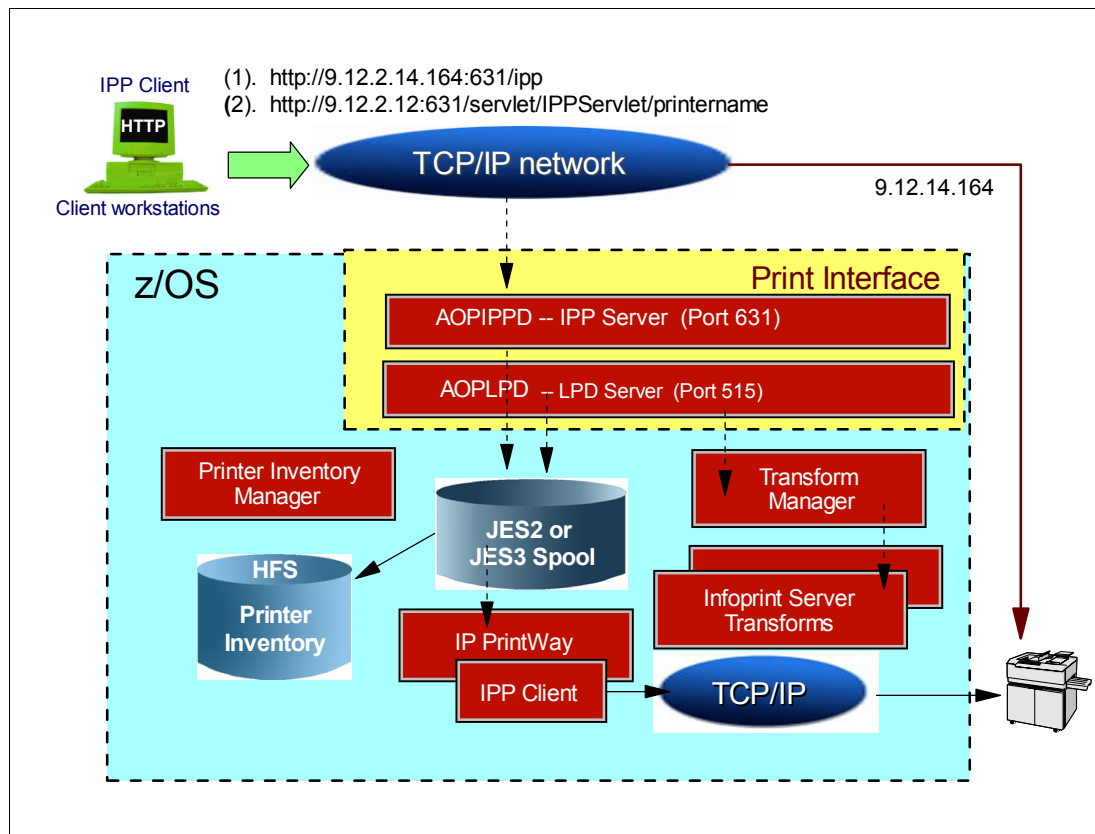 IPP Client
(1).  http://9.12.2.14.164:631/ipp
(2).  http://9.12.2.12:631/servlet/IPPServlet/printername
HTTP
TCP/IP network
Client workstations
9.12.14.164
z/OS
Print Interface
AOPIPPD -- IPP Server  (Port 631)
AOPLPD  -- LPD Server  (Port 515)
Printer Inventory
Manager
Transform
Manager
JES2 or
JES3 Spool
HFS
Printer
Inventory
Infoprint Server
Transforms
IP PrintWay
IPP Client
TCP/IP